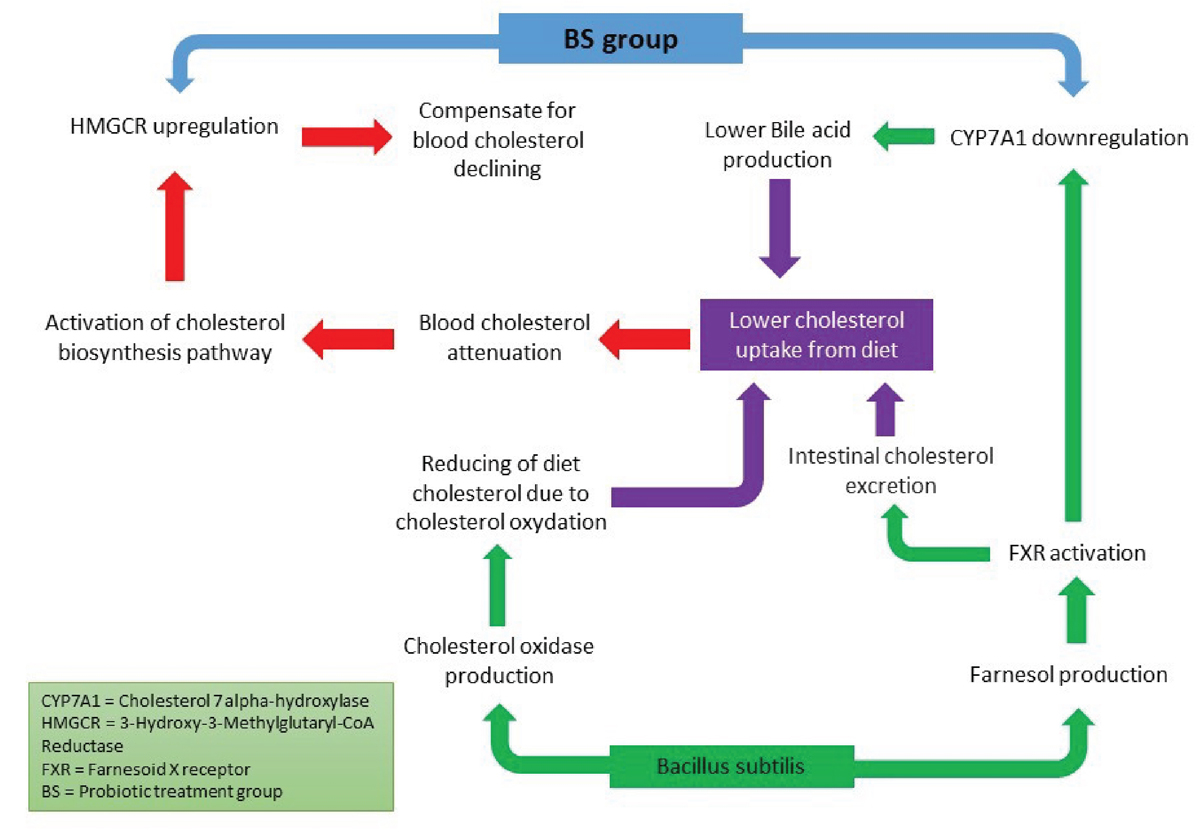 BS group
HMGCR upregulation
Compensate for
blood cholesterol
declining
Lower Bile acid
production
CYP7A1 downregulation
Activation of cholesterol
biosynthesis pathway
Blood cholesterol
attenuation
Lower cholesterol
uptake from diet
Reducing of diet
cholesterol due to
cholesterol oxydation
Intestinal cholesterol
excretion
FXR activation
Cholesterol oxidase
production
Farnesol production
Bacillus subtilis
CYP7A1 = Cholesterol 7 alpha-hydroxylase
HMGCR = 3-Hydroxy-3-Methylglutaryl-CoA
Reductase
FXR = Farnesoid X receptor
BS = Probiotic treatment group